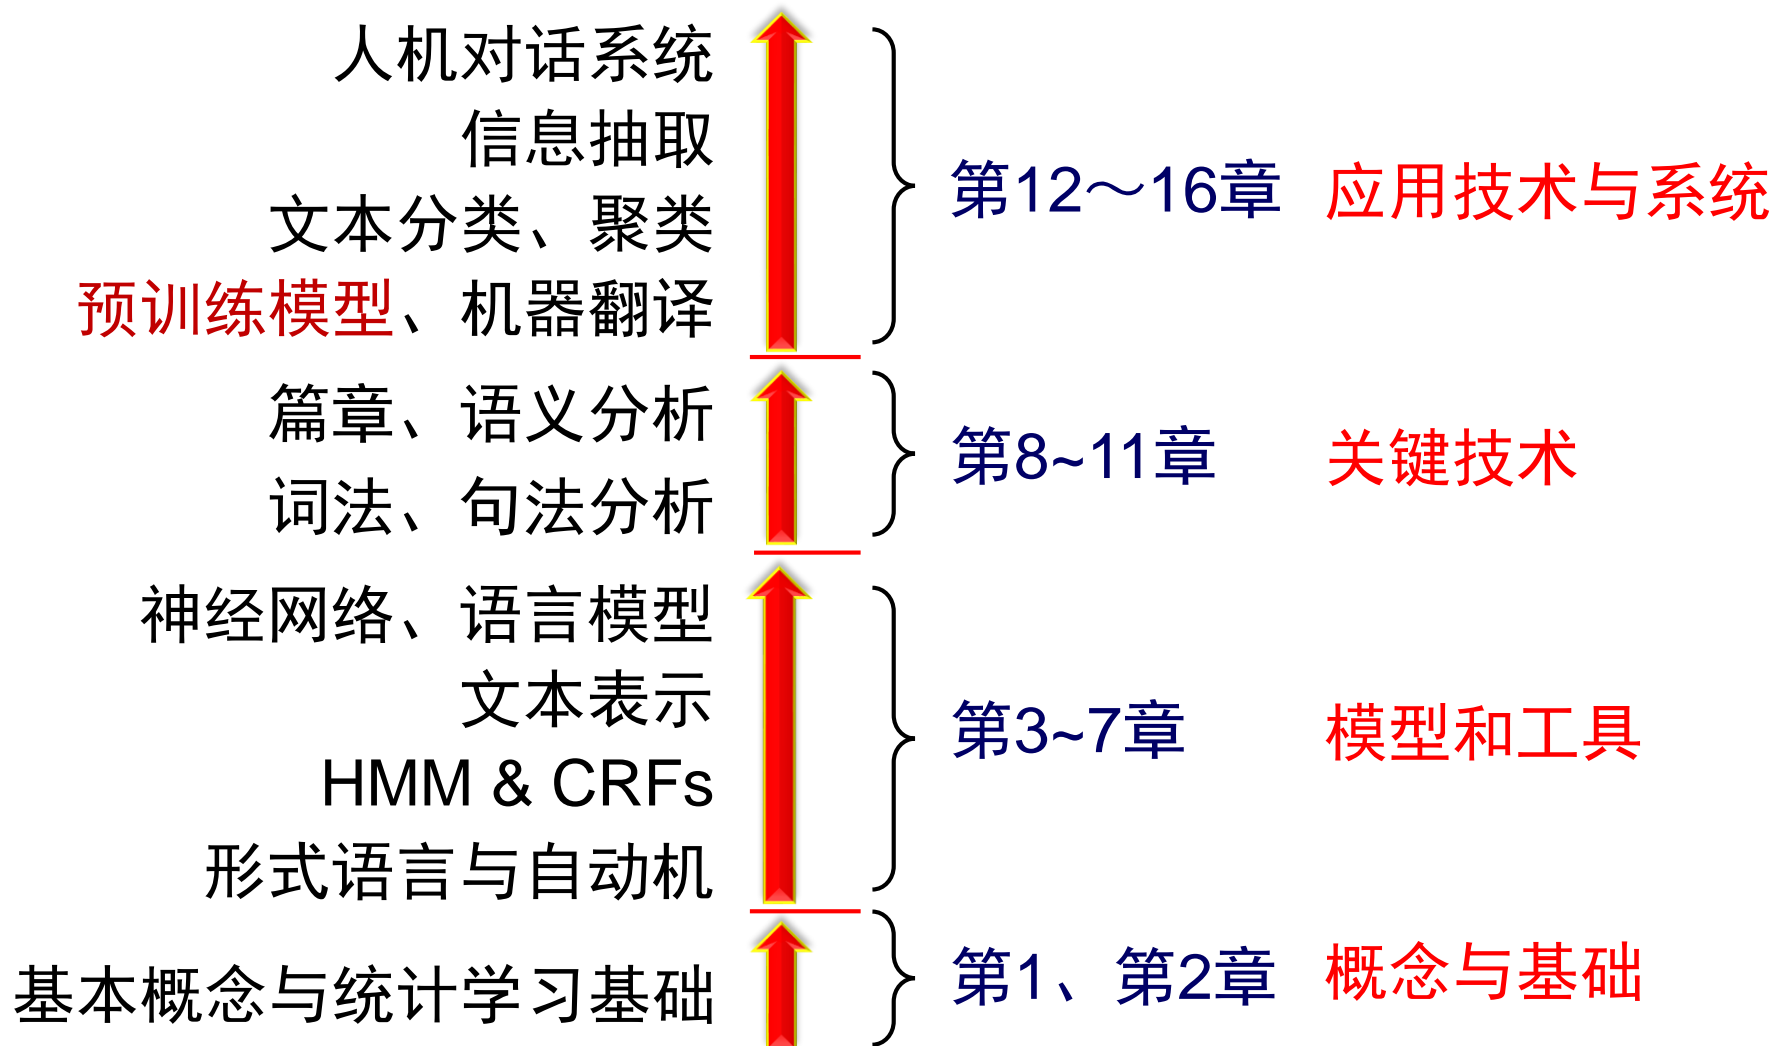 人机对话系统
信息抽取
文本分类、聚类
预训练模型、机器翻译
第12～16章 应用技术与系统
篇章、语义分析
词法、句法分析
第8~11章 关键技术
神经网络、语言模型
文本表示
HMM & CRFs
形式语言与自动机
第3~7章 模型和工具
基本概念与统计学习基础
第1、第2章 概念与基础